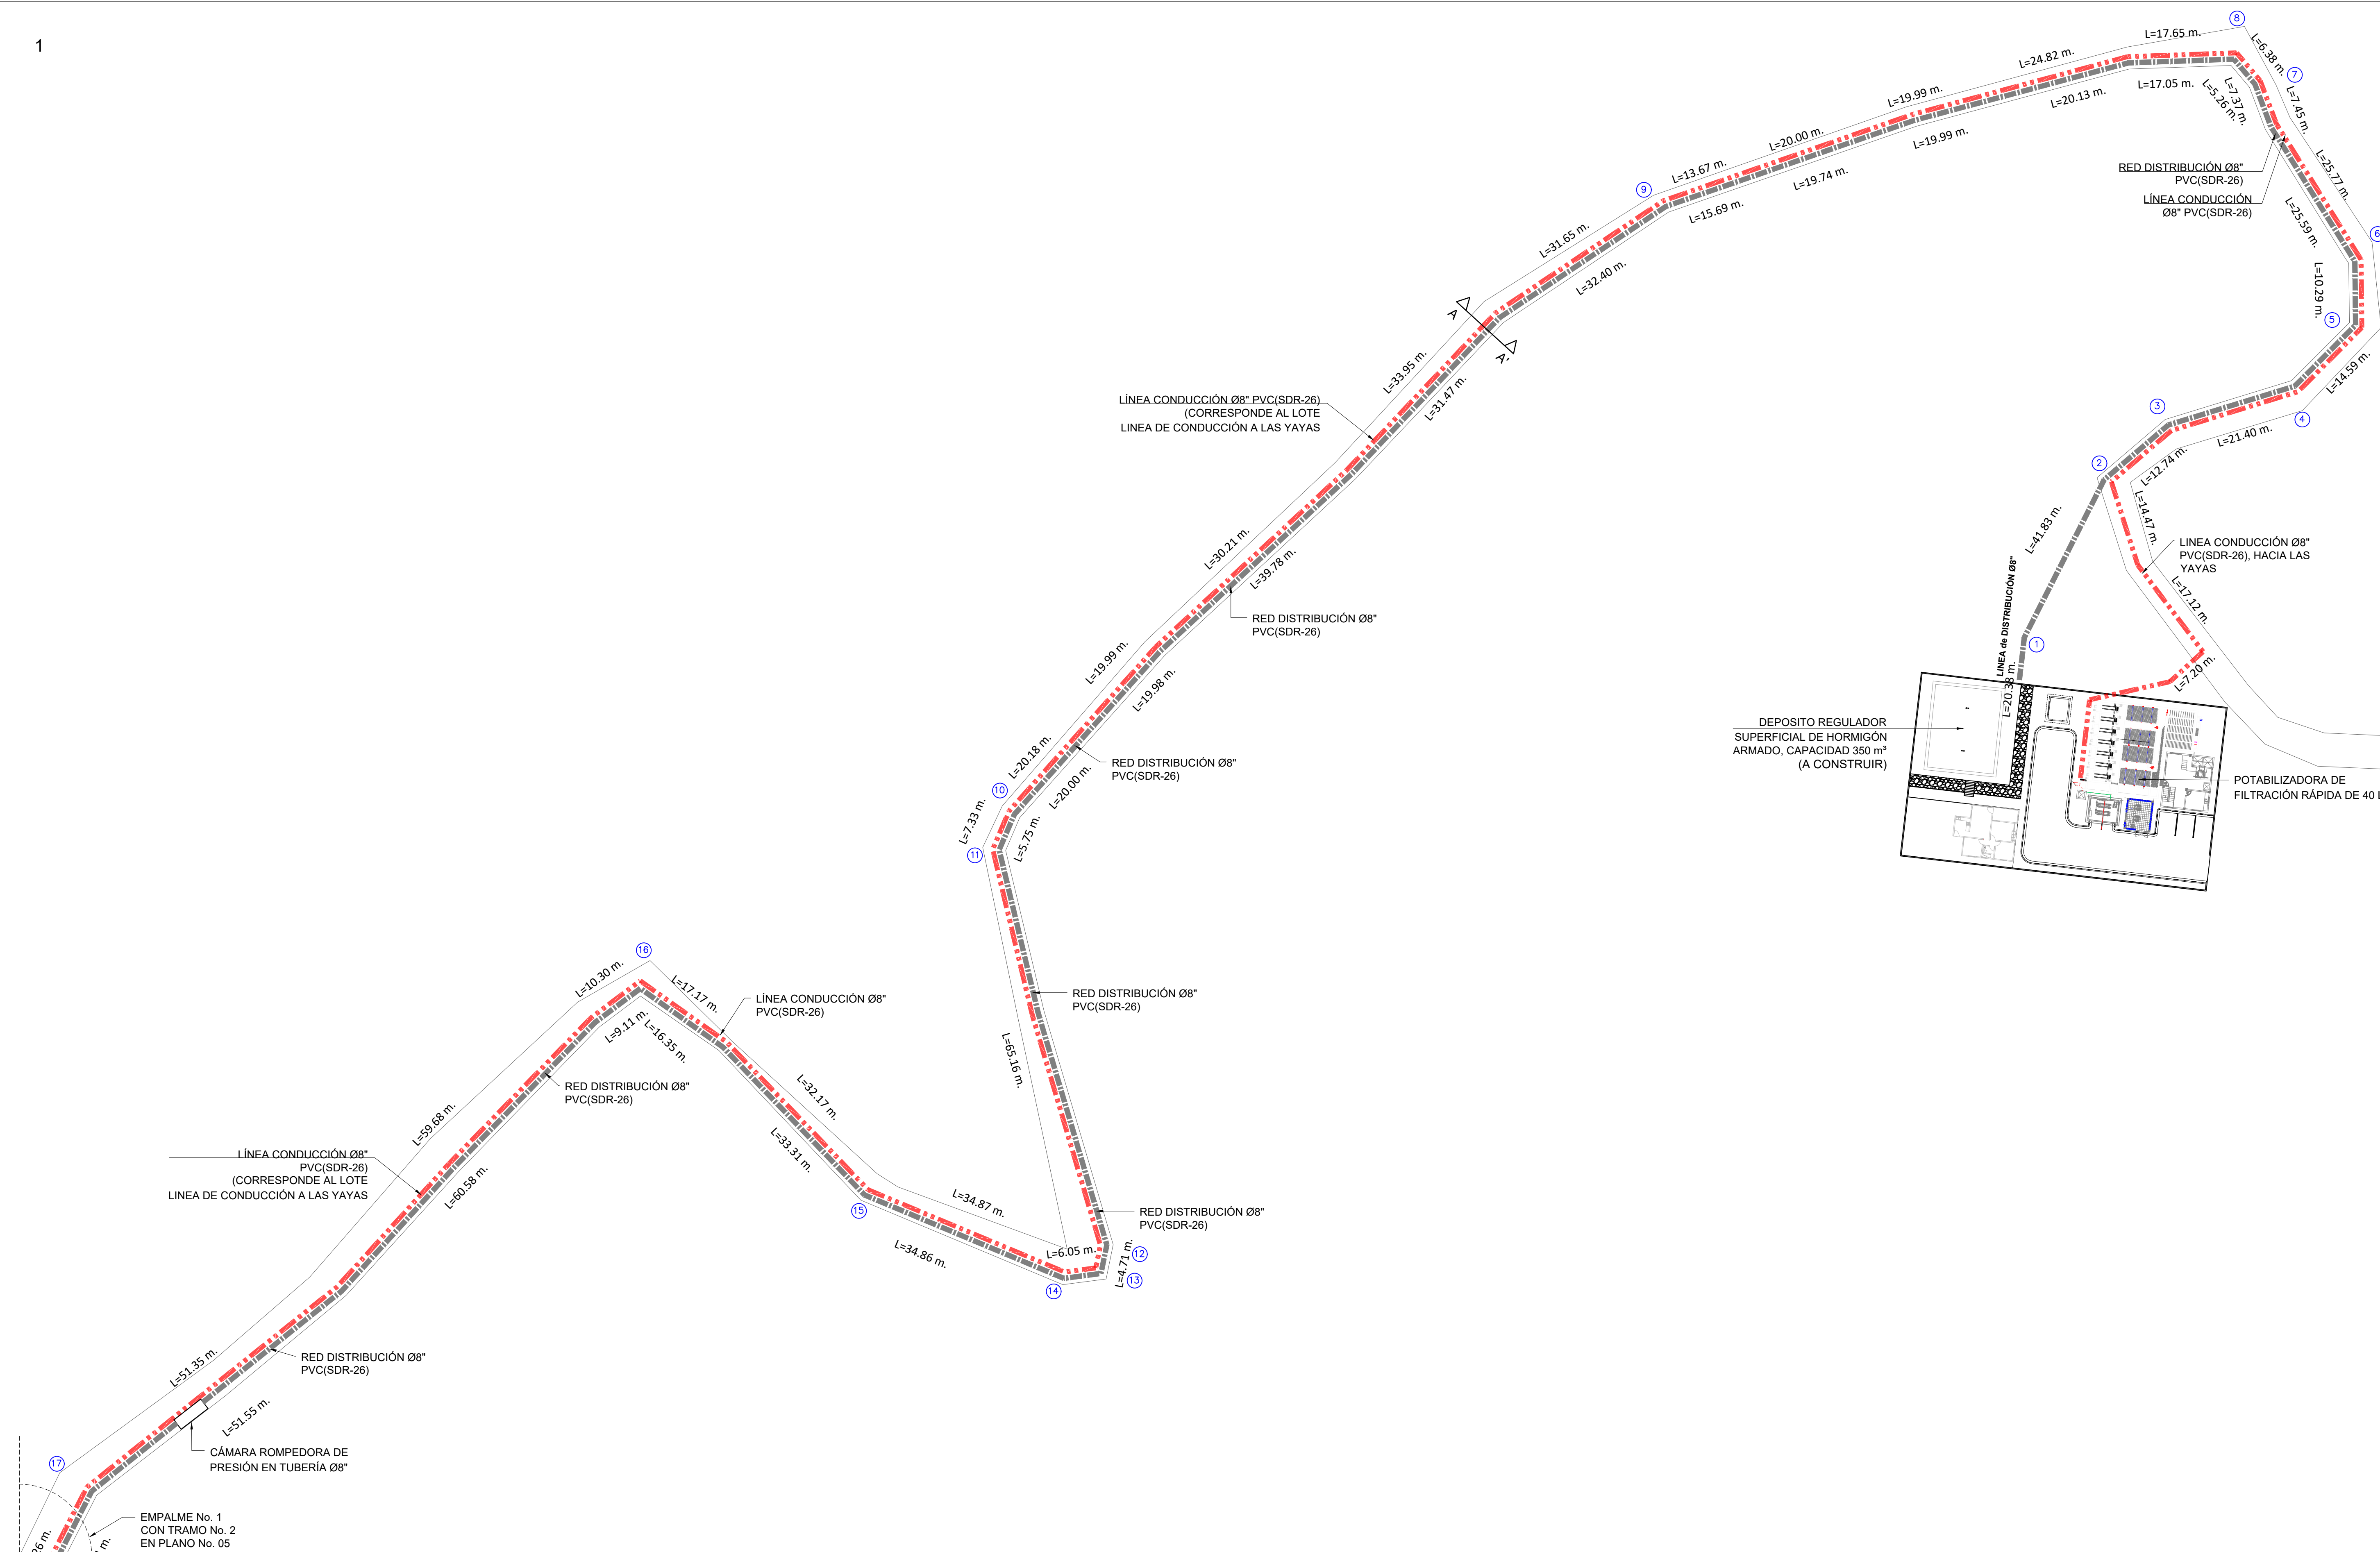 1
8
L=17.65 m.
L=6.38 m.
7
L=24.82 m.
L=7.45 m.
L=19.99 m.
L=17.05 m.
L=7.37 m.
L=5.26 m.
L=20.13 m.
L=20.00 m.
L=19.99 m.
L=25.77 m.
RED DISTRIBUCIÓN Ø8"
PVC(SDR-26)
LÍNEA CONDUCCIÓN
Ø8" PVC(SDR-26)
L=13.67 m.
9
L=19.74 m.
L=15.69 m.
L=25.59 m.
6
L=31.65 m.
L=32.40 m.
L=10.29 m.
A
A'
5
L=33.95 m.
L=31.47 m.
L=14.59 m.
LÍNEA CONDUCCIÓN Ø8" PVC(SDR-26)
(CORRESPONDE AL LOTE
LINEA DE CONDUCCIÓN A LAS YAYAS
3
4
L=21.40 m.
2
L=12.74 m.
L=14.47 m.
L=41.83 m.
LINEA CONDUCCIÓN Ø8"
PVC(SDR-26), HACIA LAS
YAYAS
L=30.21 m.
L=39.78 m.
L=17.12 m.
RED DISTRIBUCIÓN Ø8"
PVC(SDR-26)
LINEA de DISTRIBUCIÓN Ø8"
1
L=20.38 m.
L=7.20 m.
L=19.99 m.
L=19.98 m.
DEPOSITO REGULADOR
SUPERFICIAL DE HORMIGÓN
ARMADO, CAPACIDAD 350 m³
(A CONSTRUIR)
POTABILIZADORA DE
FILTRACIÓN RÁPIDA DE 40 L
L=20.18 m.
RED DISTRIBUCIÓN Ø8"
PVC(SDR-26)
10
L=20.00 m.
L=7.33 m.
L=5.75 m.
11
16
L=10.30 m.
L=17.17 m.
LÍNEA CONDUCCIÓN Ø8"
PVC(SDR-26)
RED DISTRIBUCIÓN Ø8"
PVC(SDR-26)
L=9.11 m.
L=16.35 m.
L=65.16 m.
RED DISTRIBUCIÓN Ø8"
PVC(SDR-26)
L=32.17 m.
L=59.68 m.
L=33.31 m.
LÍNEA CONDUCCIÓN Ø8"
PVC(SDR-26)
(CORRESPONDE AL LOTE
LINEA DE CONDUCCIÓN A LAS YAYAS
L=60.58 m.
L=34.87 m.
15
RED DISTRIBUCIÓN Ø8"
PVC(SDR-26)
L=34.86 m.
L=6.05 m.
12
L=4.71 m.
13
14
L=51.35 m.
RED DISTRIBUCIÓN Ø8"
PVC(SDR-26)
L=51.55 m.
CÁMARA ROMPEDORA DE
PRESIÓN EN TUBERÍA Ø8"
17
EMPALME No. 1
CON TRAMO No. 2
EN PLANO No. 05
26 m.
m.